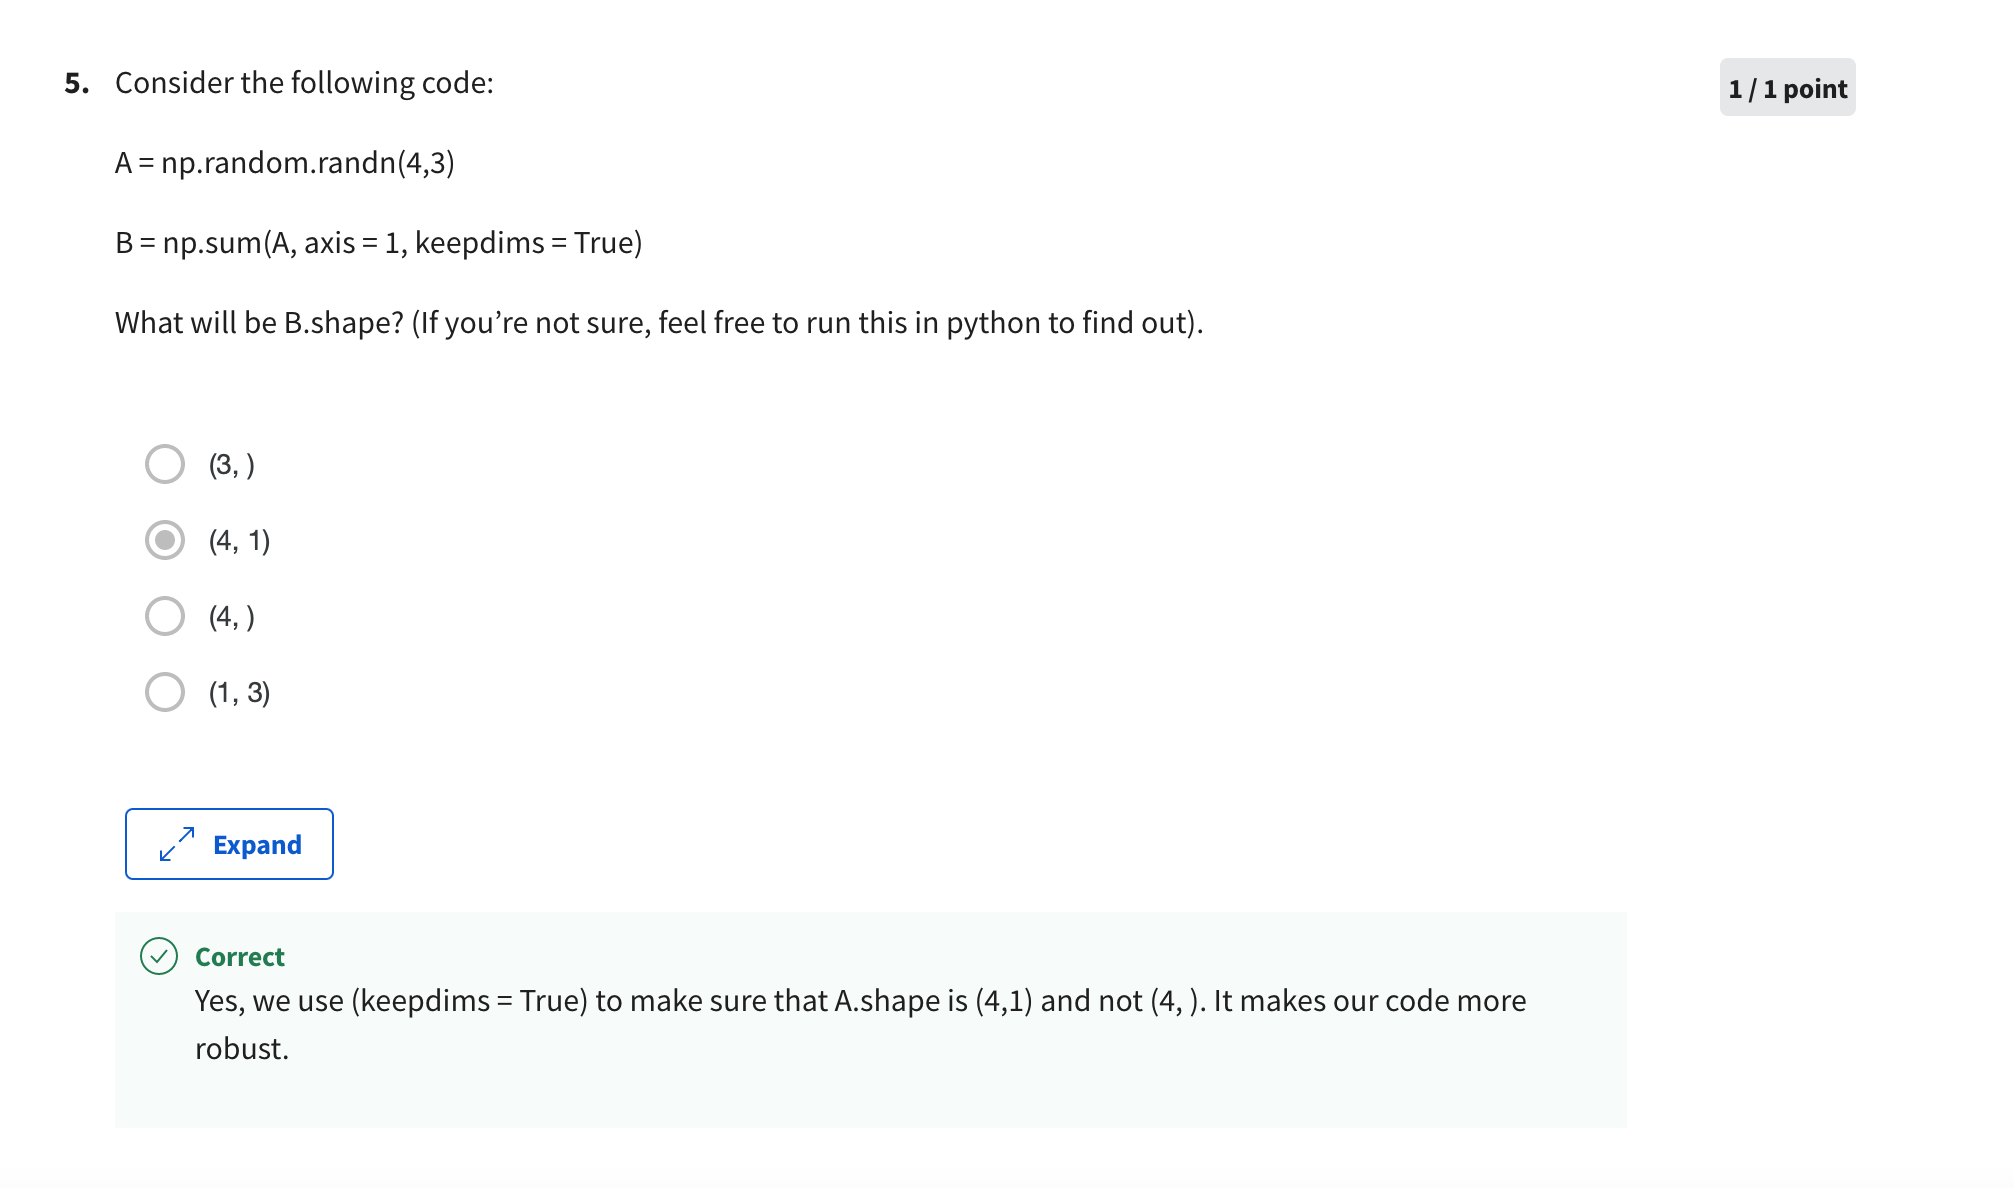 5. Consider the following code:
1 / 1 point
A = np.random.randn(4,3)
B = np.sum(A, axis = 1, keepdims = True)
What will be B.shape? (If you’re not sure, feel free to run this in python to find out).
(3, )
(4, 1)
(4, )
(1, 3)
Expand
Correct
Yes, we use (keepdims = True) to make sure that A.shape is (4,1) and not (4, ). It makes our code more
robust.